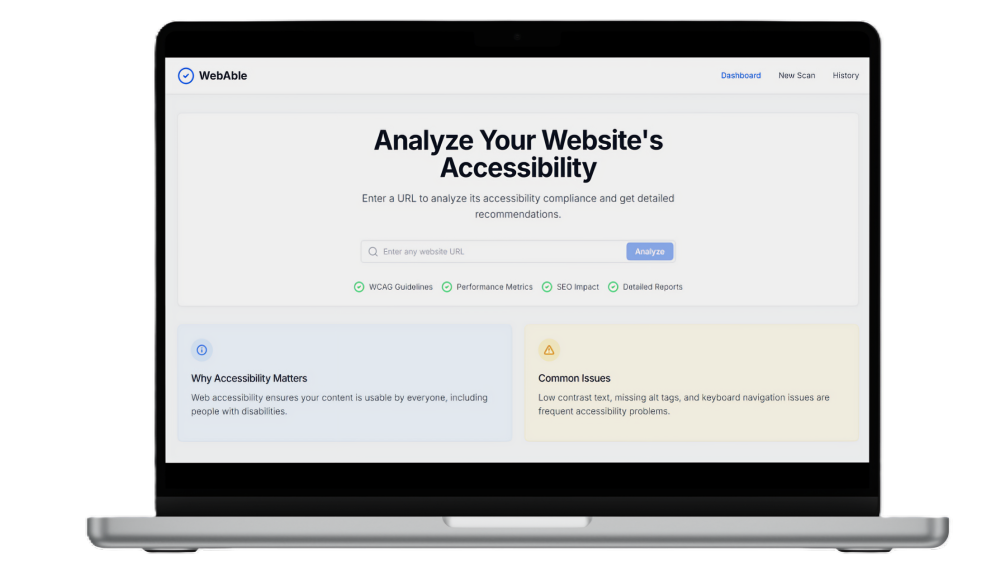 WebAble
Dashboard New Scan History
Analyze Your Website's
Accessibility
Enter a URL to analyze its accessibility compliance and get detailed
recommendations.
Enter any website URL
Analyze
WCAG Guidelines Performance Metrics SEO Impact Detailed Reports
Why Accessibility Matters
Web accessibility ensures your content is usable by everyone, including
people with disabilities.
Common Issues
Low contrast text, missing alt tags, and keyboard navigation issues are
frequent accessibility problems.